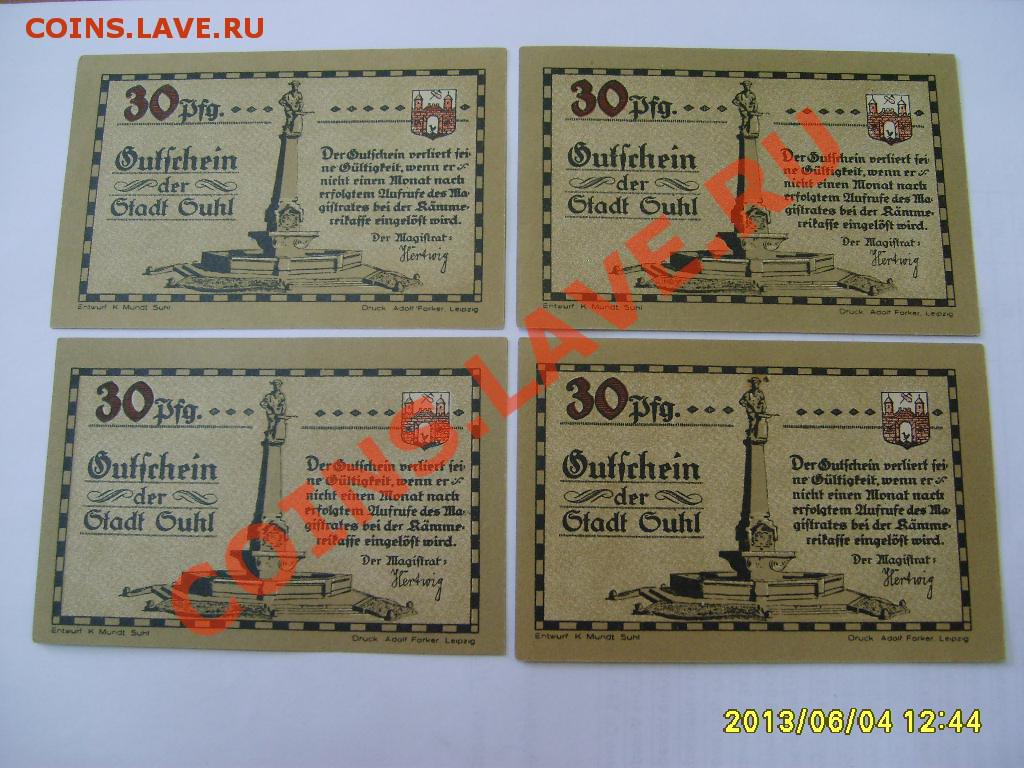 COINS.LAVE.RU
30 Pfg.
Gutschein
der
Stadt Suhl
Der Gutschein verliert sei-
ne Gültigkeit, wenn er
nicht einen Monat nach
erfolgtem Aufrufe des Ma-
gistrates bei der Kämme-
reikasse eingelöst wird.
Der Magistrat:
Hertwig
Entwurf K Mundt Suhl
Druck Adolf Forker, Leipzig
30 Pfg.
Gutschein
der
Stadt Suhl
Der Gutschein verliert sei-
ne Gültigkeit, wenn er
nicht einen Monat nach
erfolgtem Aufrufe des Ma-
gistrates bei der Kämme-
reikasse eingelöst wird.
Der Magistrat:
Hertwig
Entwurf K Mundt Suhl
Druck Adolf Forker, Leipzig
30 Pfg.
Gutschein
der
Stadt Suhl
Der Gutschein verliert sei-
ne Gültigkeit, wenn er
nicht einen Monat nach
erfolgtem Aufrufe des Ma-
gistrates bei der Kämme-
reikasse eingelöst wird.
Der Magistrat:
Hertwig
Entwurf K Mundt Suhl
Druck Adolf Forker, Leipzig
30 Pfg.
Gutschein
der
Stadt Suhl
Der Gutschein verliert sei-
ne Gültigkeit, wenn er
nicht einen Monat nach
erfolgtem Aufrufe des Ma-
gistrates bei der Kämme-
reikasse eingelöst wird.
Der Magistrat:
Hertwig
Entwurf K Mundt Suhl
Druck Adolf Forker, Leipzig
COINS.LAVE.RU
2013/06/04 12:44